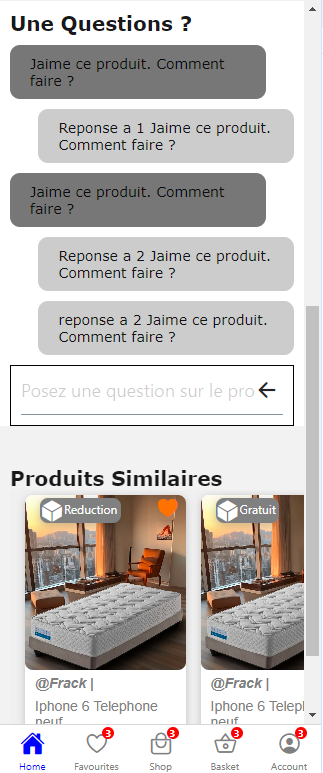 Une Questions ?
Jaime ce produit. Comment
faire ?
Reponse a 1 Jaime ce produit.
Comment faire ?
Jaime ce produit. Comment
faire ?
Reponse a 2 Jaime ce produit.
Comment faire ?
reponse a 2 Jaime ce produit.
Comment faire ?
Posez une question sur le pro
Produits Similaires
Reduction
Gratuit
@Frack |
@Frack |
Iphone 6 Telephone
neuf
Iphone 6 Telepl
neuf
3
3
3
3
Home
Favourites
Shop
Basket
Account